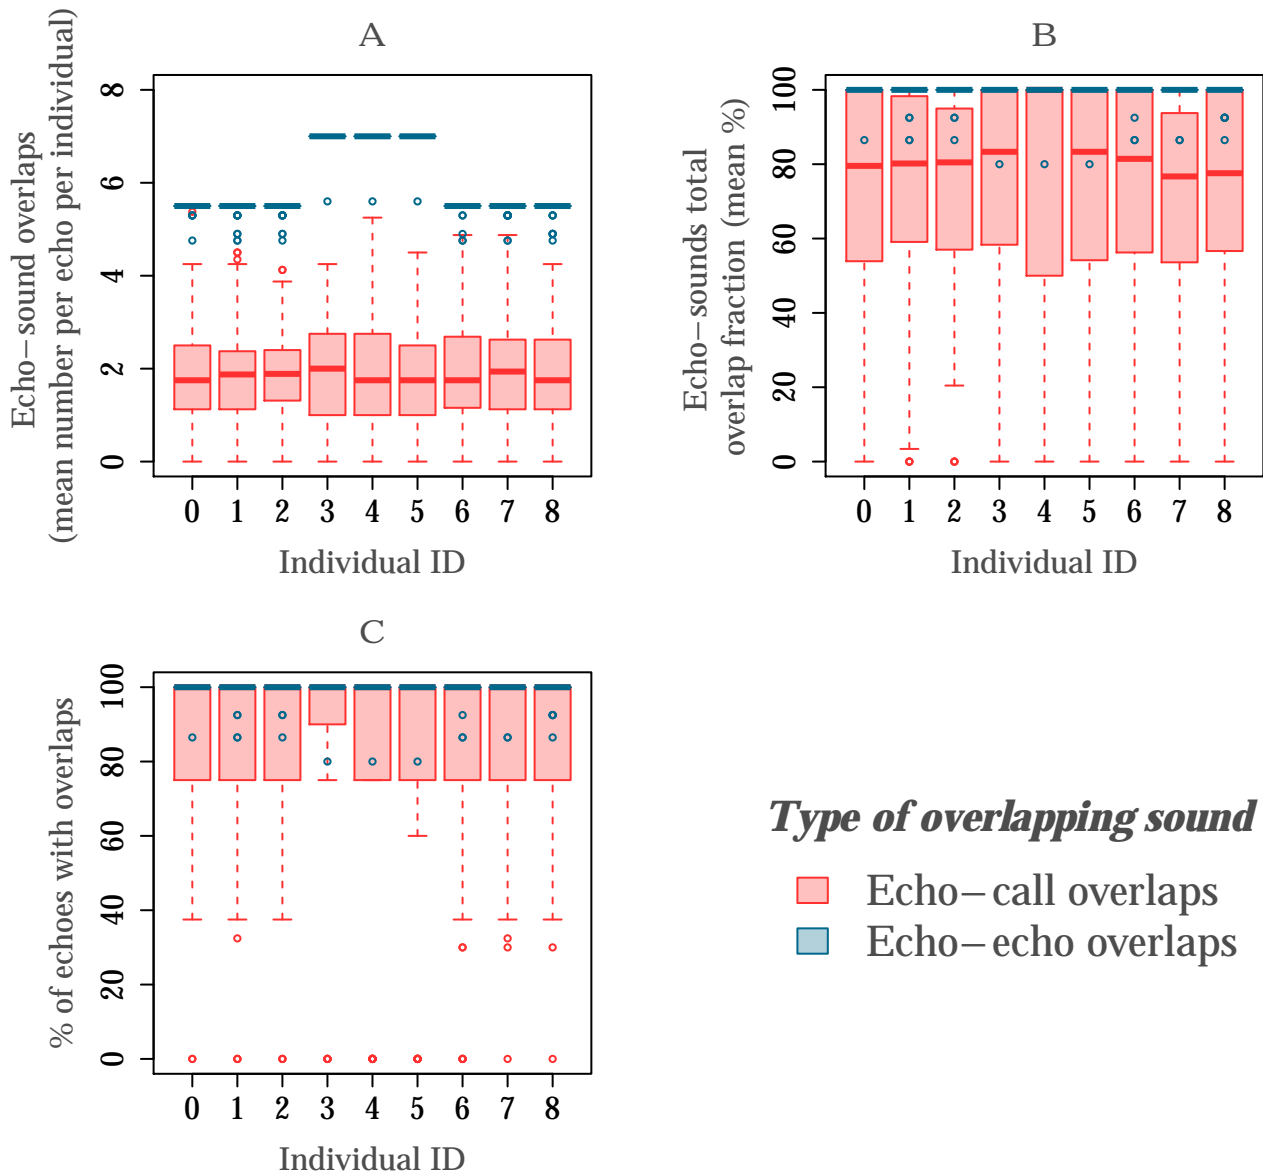 A
Echo−sound overlaps
(mean number per echo per individual)
8
6
4
2
0
0 1 2 3 4 5 6 7 8
Individual ID
B
Echo−sounds total
overlap fraction (mean %)
100
80
60
40
20
0
0 1 2 3 4 5 6 7 8
Individual ID
C
% of echoes with overlaps
100
80
60
40
20
0
0 1 2 3 4 5 6 7 8
Individual ID
Type of overlapping sound
Echo−call overlaps
Echo−echo overlaps